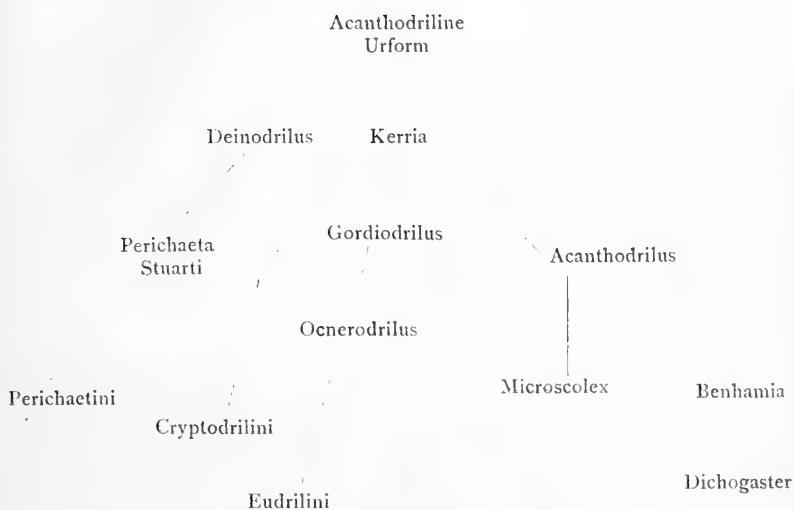 Acanthodriline
Urform
Deinodrilus Kerria
Gordiodrilus
Perichaeta
Stuarti
Acanthodrilus
Ocnerodrilus
Microscolex
Benhamia
Perichaetini
Cryptodrilini
Dichogaster
Eudrilini